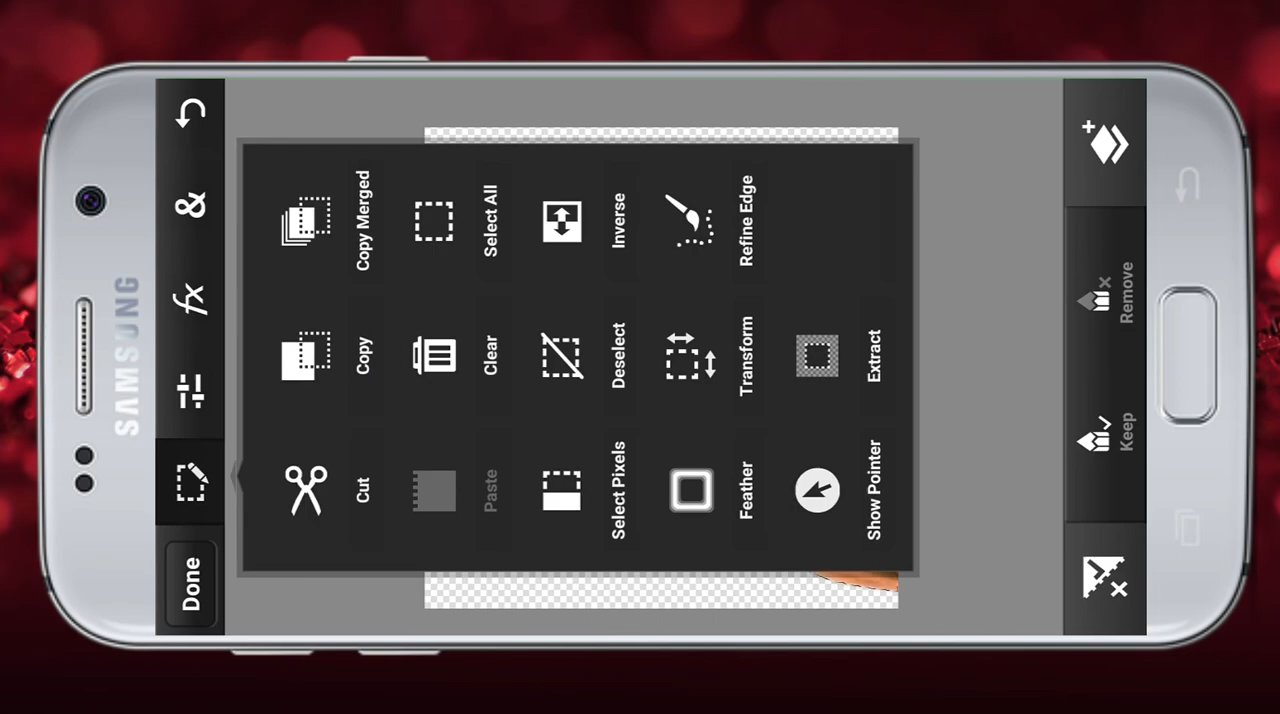 SAMSUNG
Done
&
fx
Cut
Copy
Copy Merged
Paste
Clear
Select All
Select Pixels
Deselect
Inverse
Feather
Transform
Refine Edge
Show Pointer
Extract
Keep
Remove